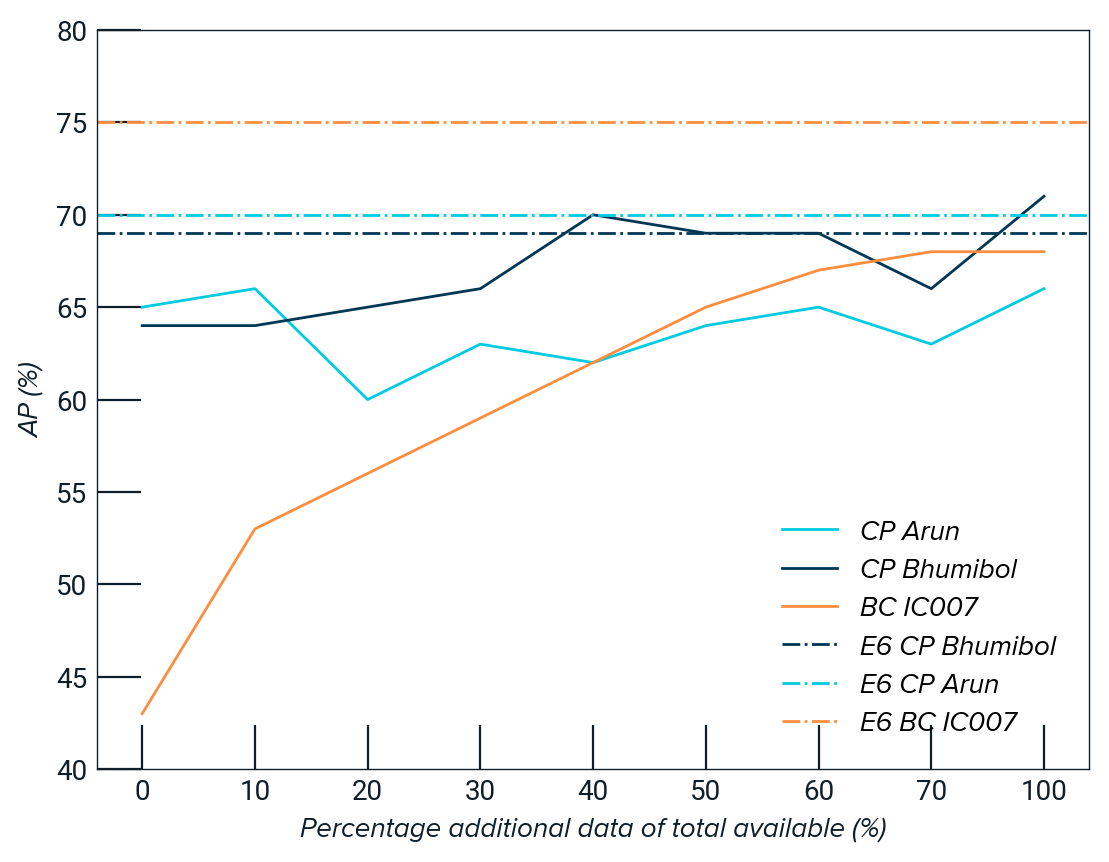 80
75
70
65
60
55
50
45
40
AP (%)
CP Arun
CP Bhumibol
BC IC007
E6 CP Bhumibol
E6 CP Arun
E6 BC IC007
0 10 20 30 40 50 60 70 100
Percentage additional data of total available (%)